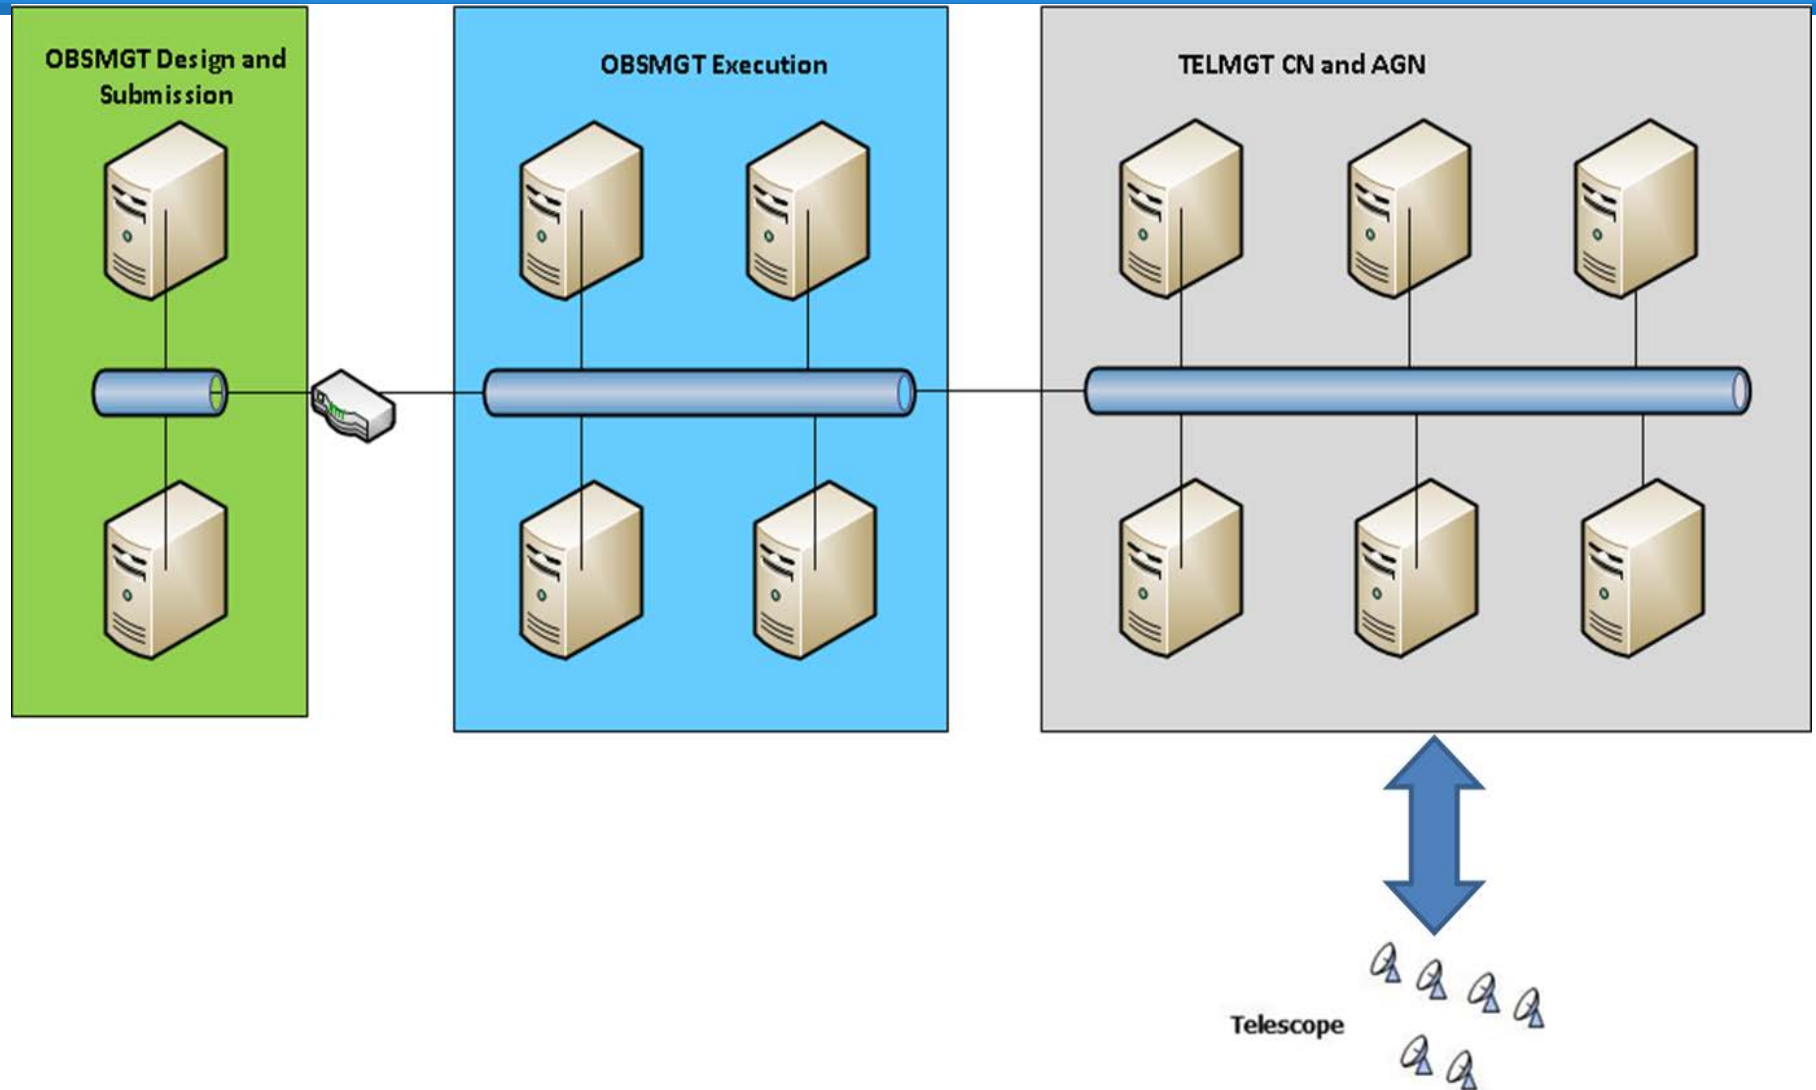 OBSMGT Design and
Submission
OBSMGT Execution
TELMGT CN and AGN
Telescope